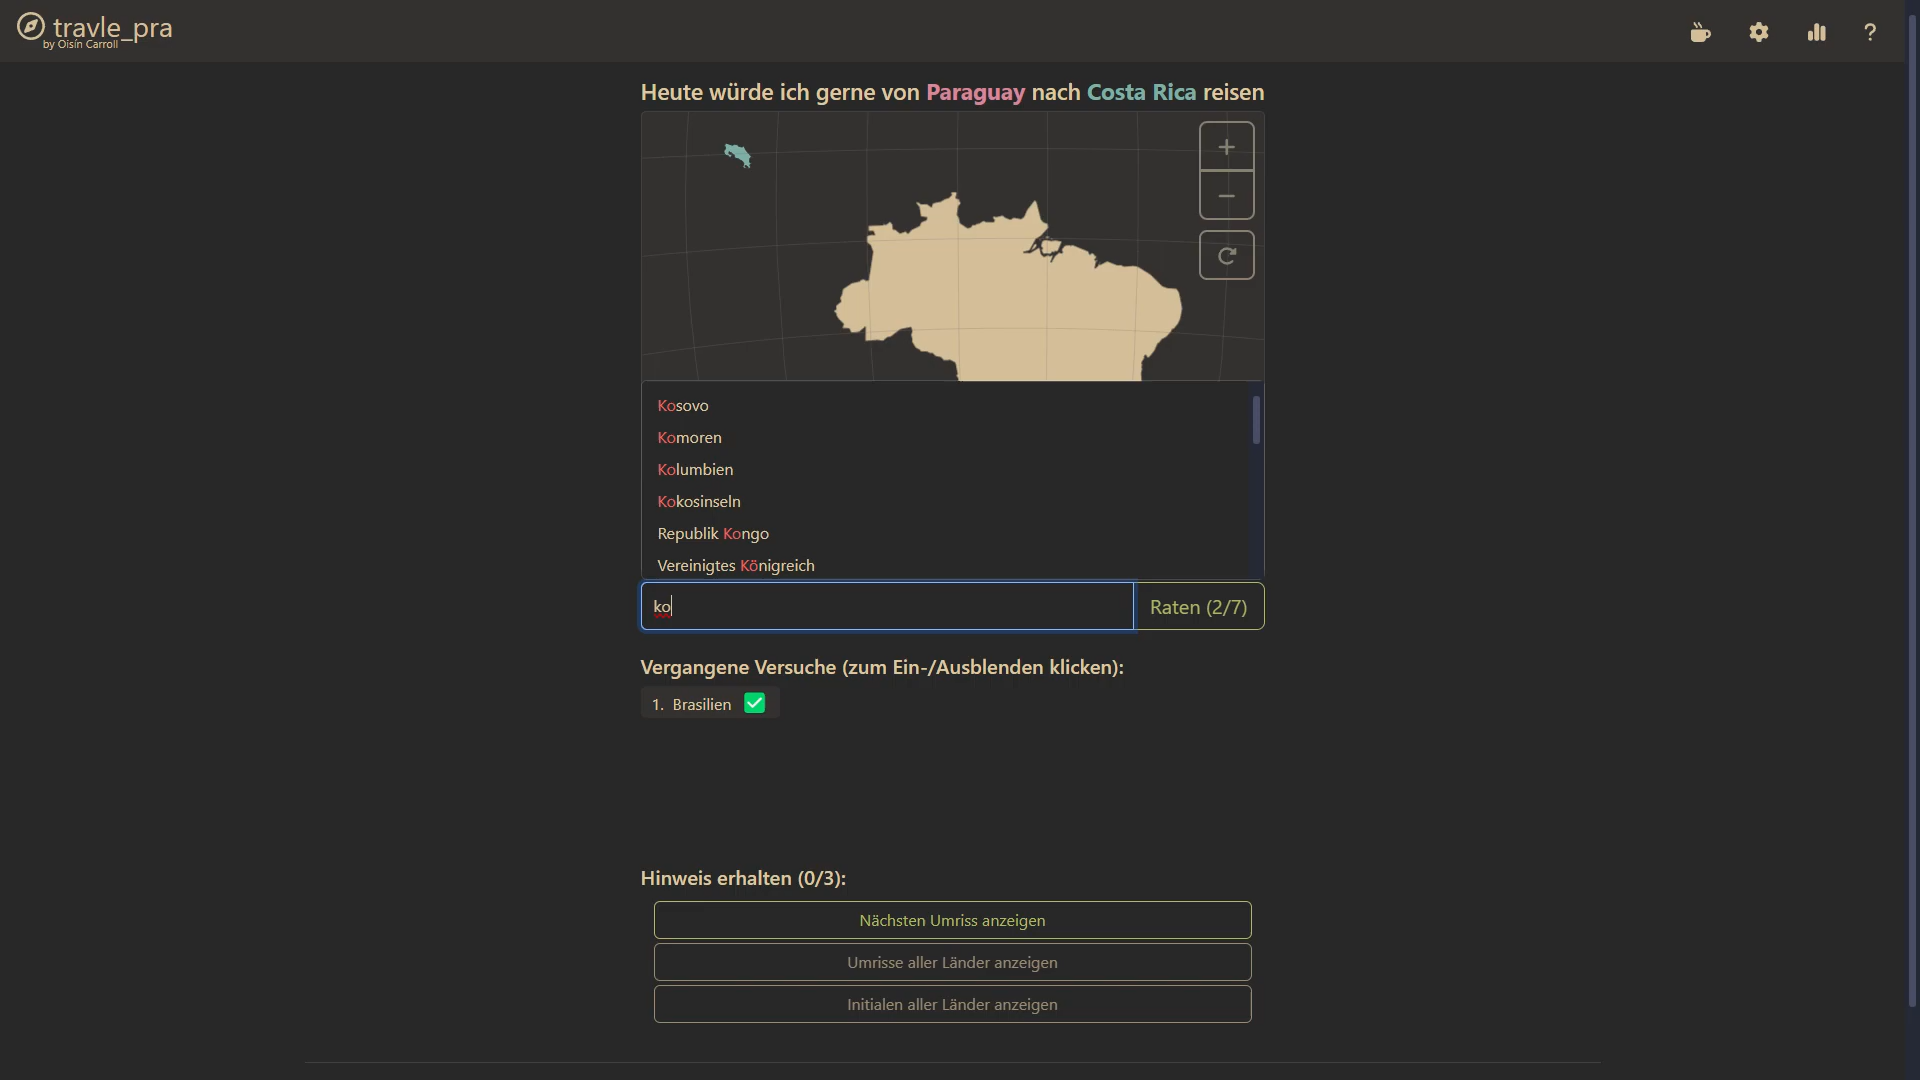 travle_pra
by Oisín Carroll
?
Heute würde ich gerne von Paraguay nach Costa Rica reisen
+
−
Kosovo
Komoren
Kolumbien
Kokosinseln
Republik Kongo
Vereinigtes Königreich
ko
Raten (2/7)
Vergangene Versuche (zum Ein-/Ausblenden klicken):
1. Brasilien
Hinweis erhalten (0/3):
Nächsten Umriss anzeigen
Umrisse aller Länder anzeigen
Initialen aller Länder anzeigen